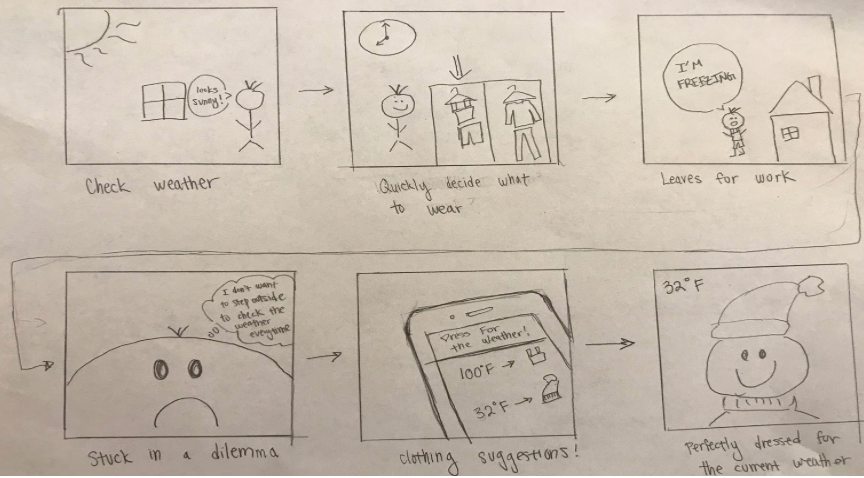 looks
sunny!
Check weather
Quickly decide what
to wear
I'M
FREEZING!
Leaves for work
I don't want
to step outside
to check the
weather
everytime
Stuck in a dilemma
Dress for
the weather!
100°F →
32°F →
clothing suggestions!
32°F
Perfectly dressed for
the current weather